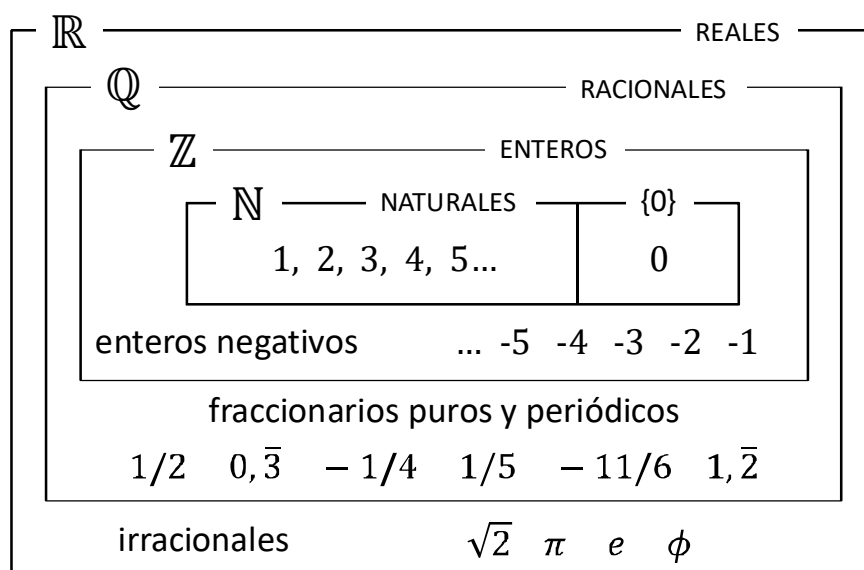 ℝ REALES
ℚ RACIONALES
ℤ ENTEROS
ℕ NATURALES {0}
1, 2, 3, 4, 5... 0
enteros negativos ... -5 -4 -3 -2 -1
fraccionarios puros y periódicos
1/2 0,3̅ − 1/4 1/5 − 11/6 1,2̅
irracionales √2 π e ϕ